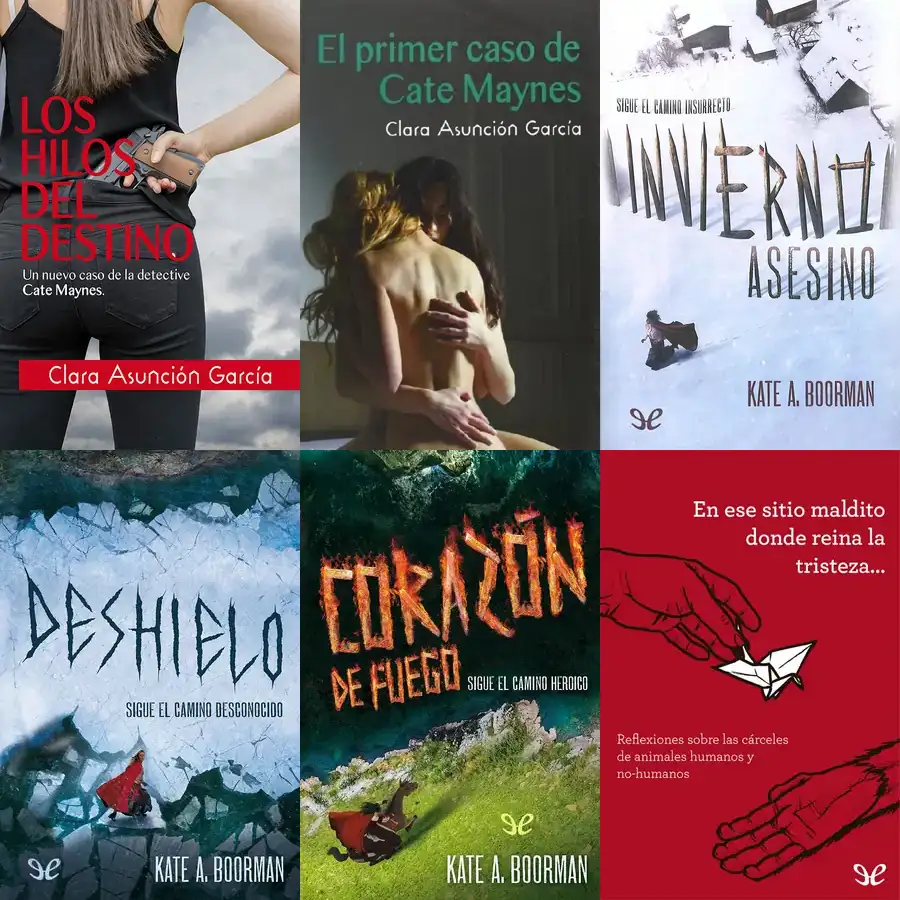 LOS
HILOS
DEL
DESTINO
Un nuevo caso de la detective
Cate Maynes.
Clara Asunción García
El primer caso de
Cate Maynes
Clara Asunción García
SIGUE EL CAMINO INSURRECTO
INVIERNO
ASESINO
KATE A. BOORMAN
DESHIELO
SIGUE EL CAMINO DESCONOCIDO
KATE A. BOORMAN
CORAZÓN
DE FUEGO
SIGUE EL CAMINO HEROICO
KATE A. BOORMAN
En ese sitio maldito
donde reina la
tristeza...
Reflexiones sobre las cárceles
de animales humanos y
no-humanos